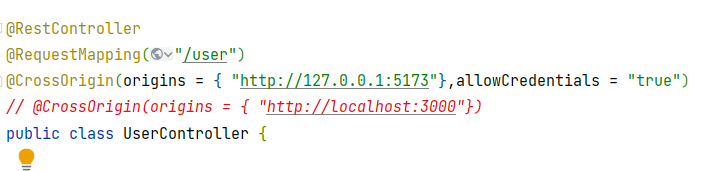 @RestController
@RequestMapping("/user")
@CrossOrigin(origins = { "http://127.0.0.1:5173"},allowCredentials = "true")
// @CrossOrigin(origins = { "http://localhost:3000"})
public class UserController {